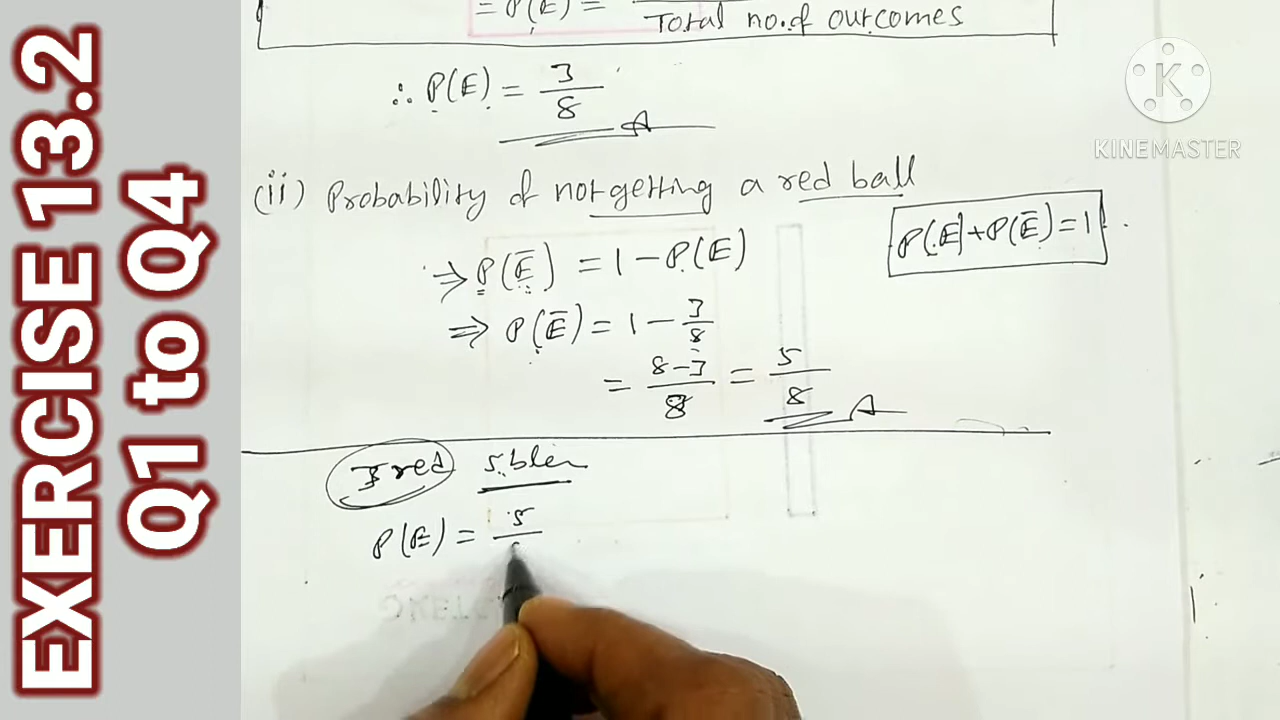 EXERCISE 13.2
Q1 to Q4
= P(E) =
Total no. of outcomes
∴ P(E) = 3/8
KINEMASTER
(ii) Probability of not getting a red ball
P(E) + P(Ē) = 1
⇒ P(Ē) = 1 - P(E)
⇒ P(Ē) = 1 - 3/8
= 8-3/8 = 5/8
3 red 5
P(E) = 5